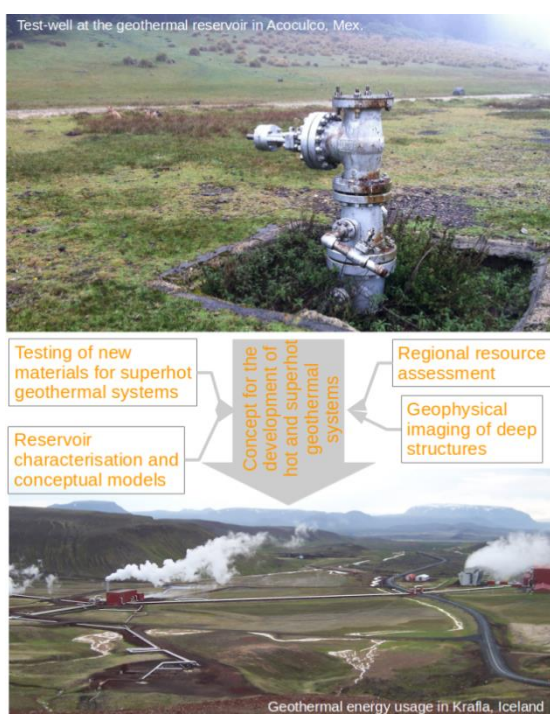 Test-well at the geothermal reservoir in Acoculco, Mex.
Testing of new
materials for superhot
geothermal systems
Reservoir
characterisation and
conceptual models
Concept for the
development of
hot and superhot
geothermal
systems
Regional resource
assessment
Geophysical
imaging of deep
structures
Geothermal energy usage in Krafla, Iceland